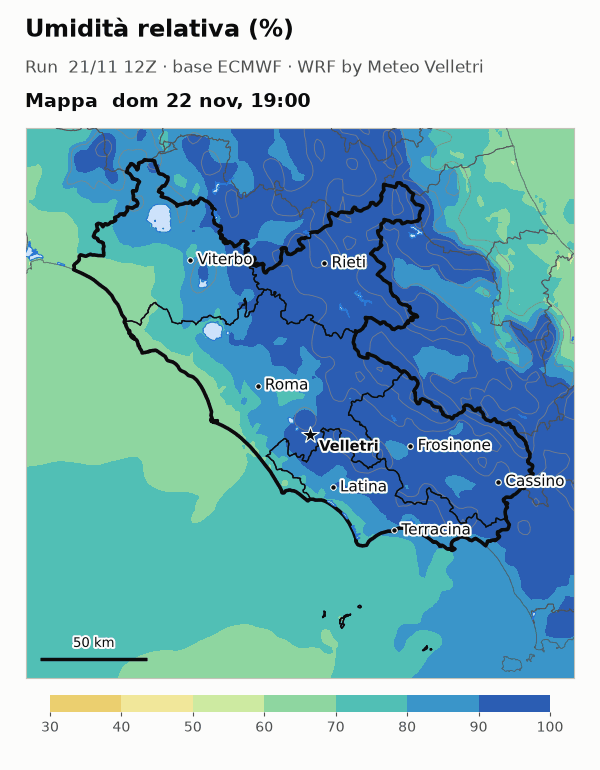 Umidità relativa (%)
Run  21/11 12Z · base ECMWF · WRF by Meteo Velletri
Mappa  dom 22 nov, 19:00
Viterbo
Rieti
Roma
Velletri
Frosinone
Latina
Cassino
Terracina
50 km
30 40 50 60 70 80 90 100